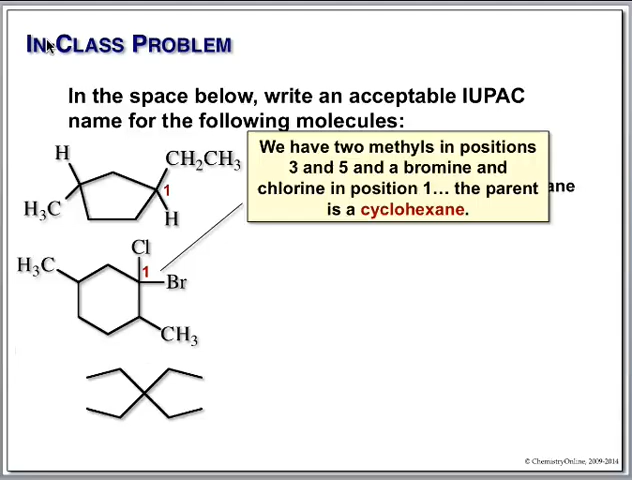 IN CLASS PROBLEM
In the space below, write an acceptable IUPAC
name for the following molecules:
We have two methyls in positions
3 and 5 and a bromine and
chlorine in position 1... the parent
is a cyclohexane.
ane
H
CH2CH3
1
H3C
H
Cl
H3C
1
Br
CH3
© ChemistryOnline, 2009-2014